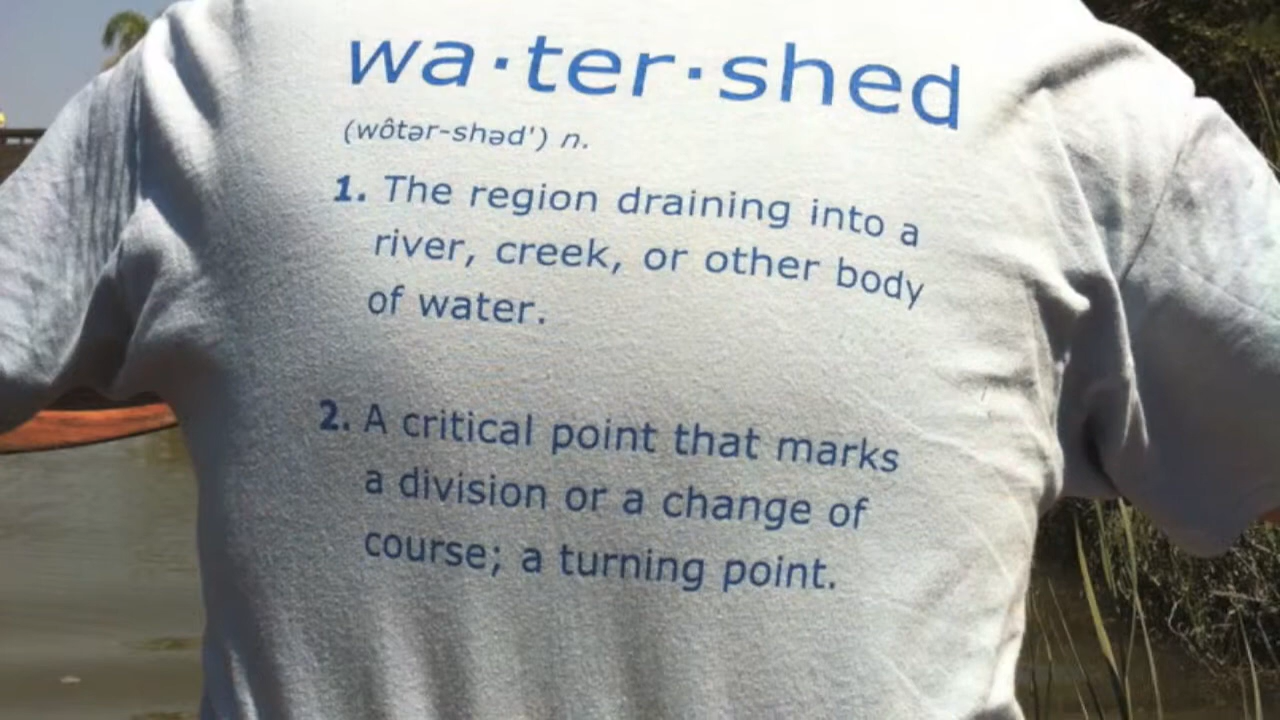 wa·ter·shed
(wôtər-shəd') n.
1. The region draining into a
river, creek, or other body
of water.
2. A critical point that marks
a division or a change of
course; a turning point.